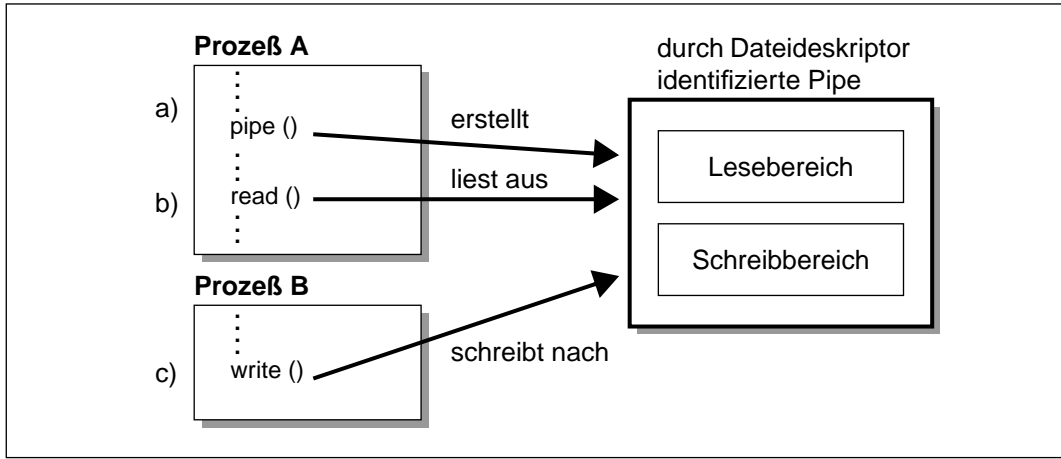 Prozeß A
durch Dateideskriptor
identifizierte Pipe
a)
pipe ()
erstellt
Lesebereich
b)
read ()
liest aus
Schreibbereich
Prozeß B
c)
write ()
schreibt nach